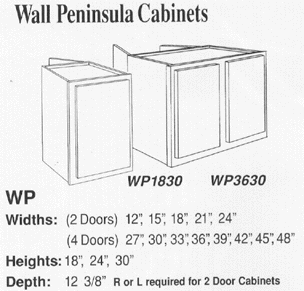 Wall Peninsula Cabinets
WP1830 WP3630
WP
Widths: (2 Doors) 12", 15", 18", 21", 24"
(4 Doors) 27", 30", 33", 36", 39", 42", 45", 48"
Heights: 18", 24", 30"
Depth: 12 3/8" R or L required for 2 Door Cabinets